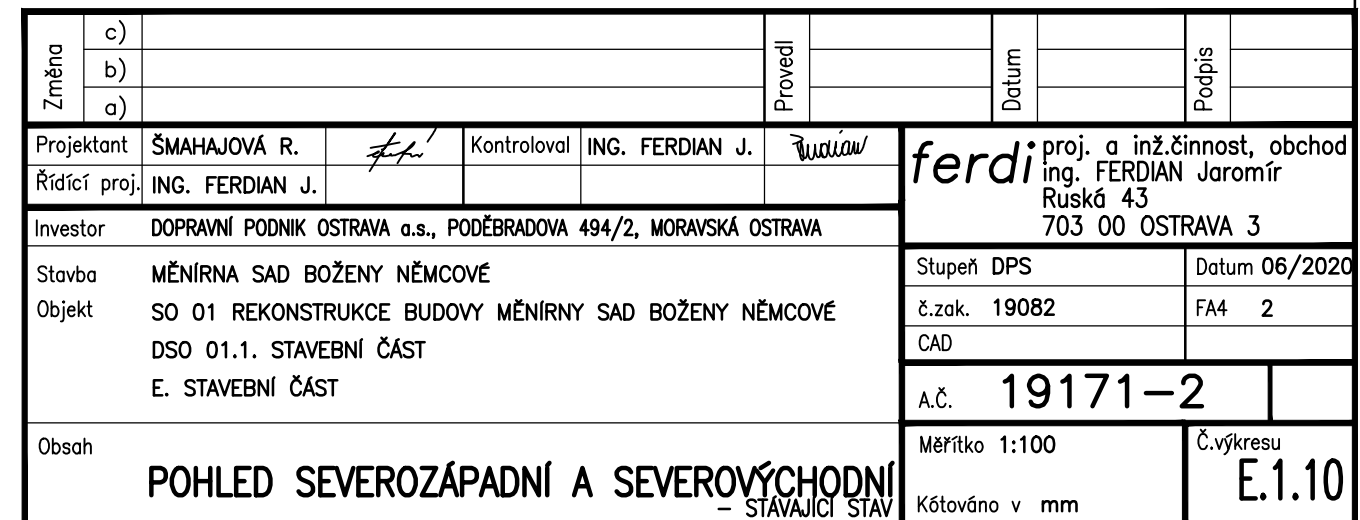 Změna
c)
b)
a)
Provedl
Datum
Podpis
Projektant ŠMAHAJOVÁ R. Kontroloval ING. FERDIAN J.
Řídící proj. ING. FERDIAN J.
ferdi
proj. a inž.činnost, obchod
ing. FERDIAN Jaromír
Ruská 43
703 00 OSTRAVA 3
Investor DOPRAVNÍ PODNIK OSTRAVA a.s., PODĚBRADOVA 494/2, MORAVSKÁ OSTRAVA
Stavba MĚNÍRNA SAD BOŽENY NĚMCOVÉ
Objekt SO 01 REKONSTRUKCE BUDOVY MĚNÍRNY SAD BOŽENY NĚMCOVÉ
DSO 01.1. STAVEBNÍ ČÁST
E. STAVEBNÍ ČÁST
Stupeň DPS Datum 06/2020
č.zak. 19082 FA4 2
CAD
A.Č. 19171-2
Obsah
POHLED SEVEROZÁPADNÍ A SEVEROVÝCHODNÍ
– STÁVAJÍCÍ STAV
Měřítko 1:100
Kótováno v mm
Č.výkresu
E.1.10